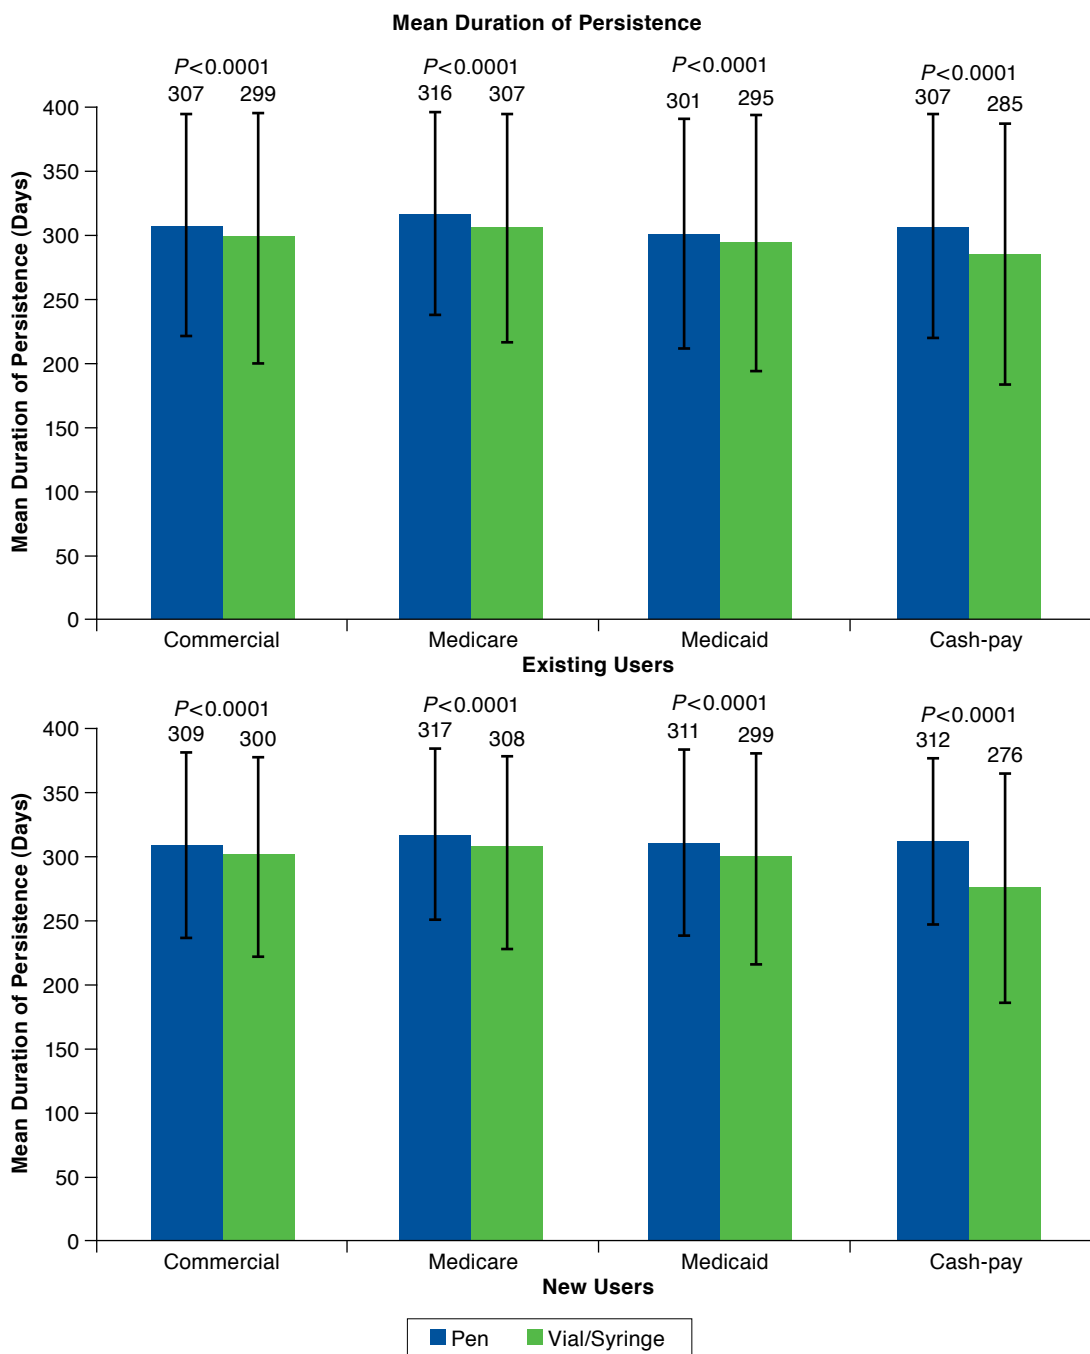 Mean Duration of Persistence
P<0.0001 P<0.0001 P<0.0001 P<0.0001
307 299 316 307 301 295 307 285
Mean Duration of Persistence (Days)
400
350
300
250
200
150
100
50
0
Commercial Medicare Medicaid Cash-pay
Existing Users
P<0.0001 P<0.0001 P<0.0001 P<0.0001
309 300 317 308 311 299 312 276
Mean Duration of Persistence (Days)
400
350
300
250
200
150
100
50
0
Commercial Medicare Medicaid Cash-pay
New Users
Pen Vial/Syringe